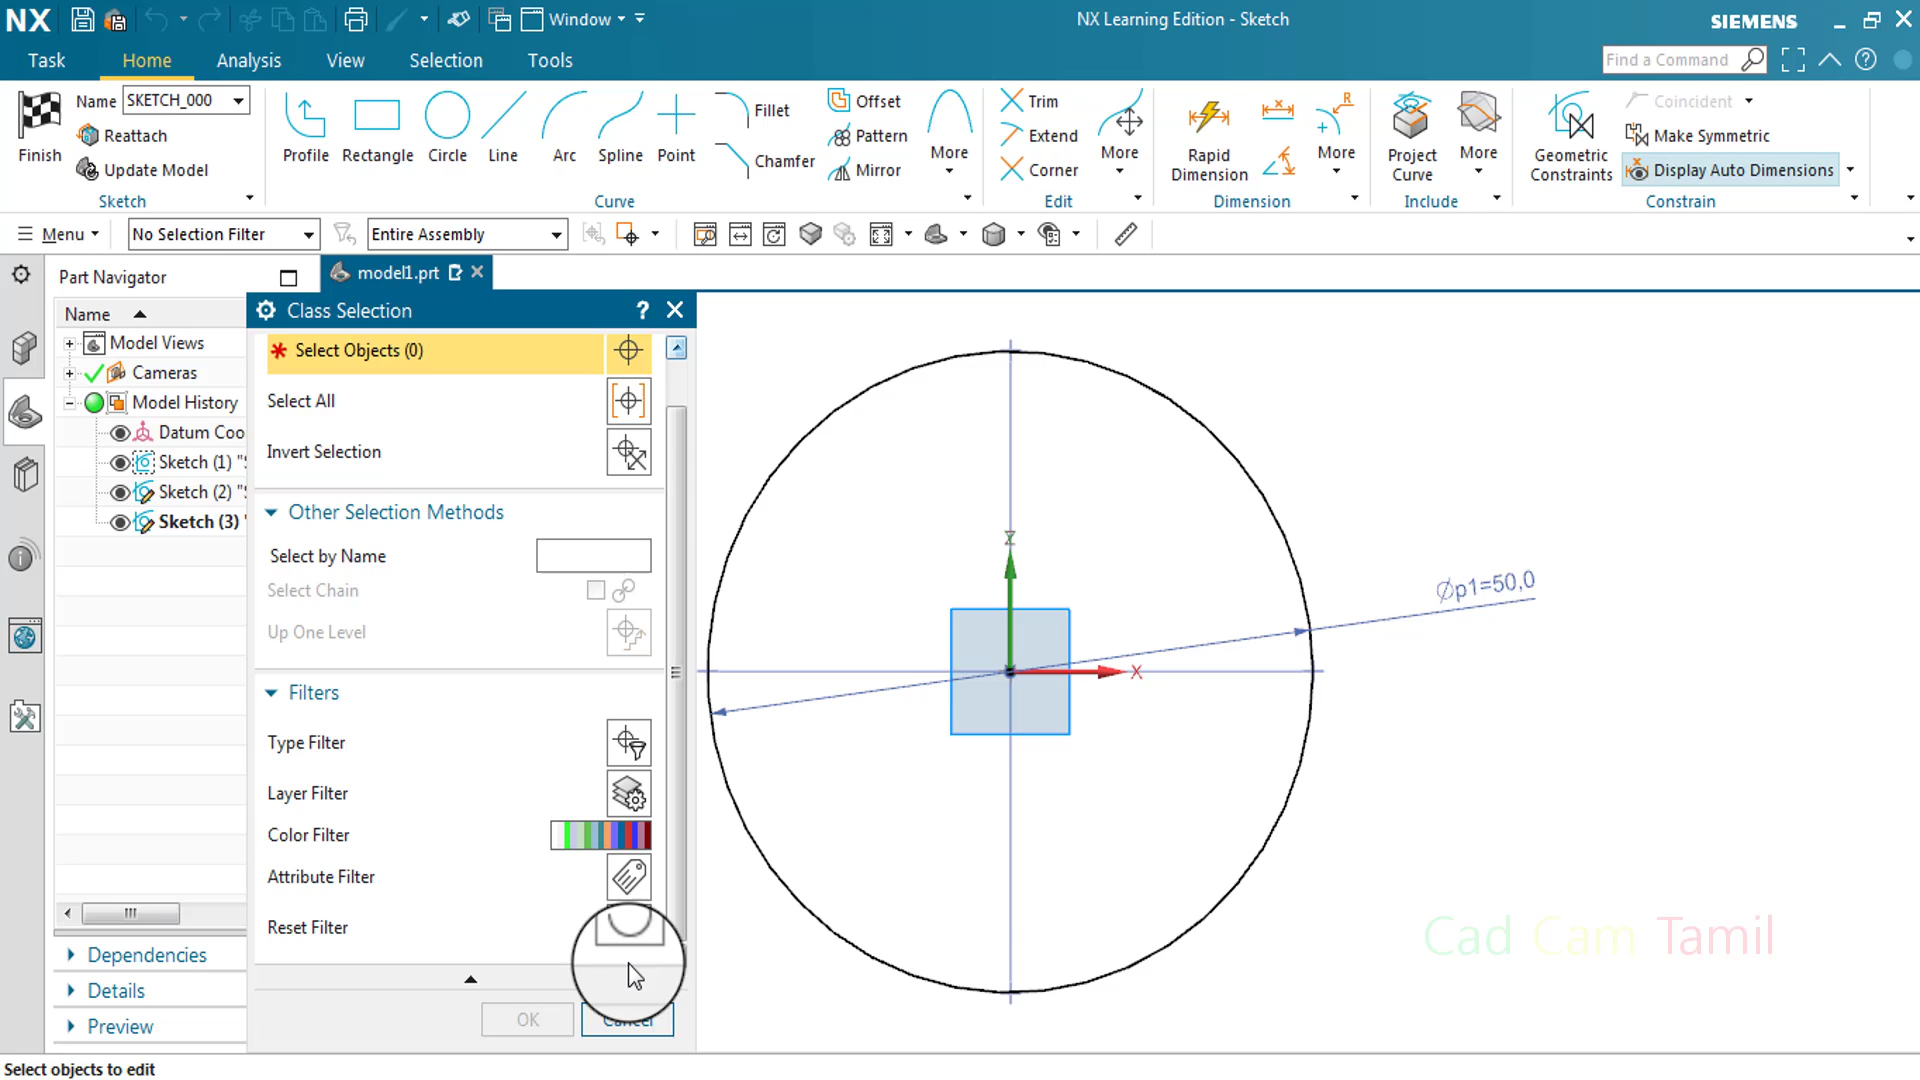 NX
Window
NX Learning Edition - Sketch
SIEMENS
Task
Home
Analysis
View
Selection
Tools
Find a Command
Finish
Name
SKETCH_000
Reattach
Update Model
Sketch
Profile
Rectangle
Circle
Line
Arc
Spline
Point
Fillet
Chamfer
Offset
Pattern
Mirror
More
Curve
Trim
Extend
Corner
More
Edit
Rapid
Dimension
More
Dimension
Project
Curve
More
Include
Geometric
Constraints
Coincident
Make Symmetric
Display Auto Dimensions
Constrain
Menu
No Selection Filter
Entire Assembly
Part Navigator
model1.prt
Name
Model Views
Cameras
Model History
Datum Coo
Sketch (1) "S
Sketch (2) "S
Sketch (3) "
Dependencies
Details
Preview
Class Selection
* Select Objects (0)
Select All
Invert Selection
Other Selection Methods
Select by Name
Select Chain
Up One Level
Filters
Type Filter
Layer Filter
Color Filter
Attribute Filter
Reset Filter
OK
Cancel
Z
X
Øp1=50,0
Cad Cam Tamil
Select objects to edit